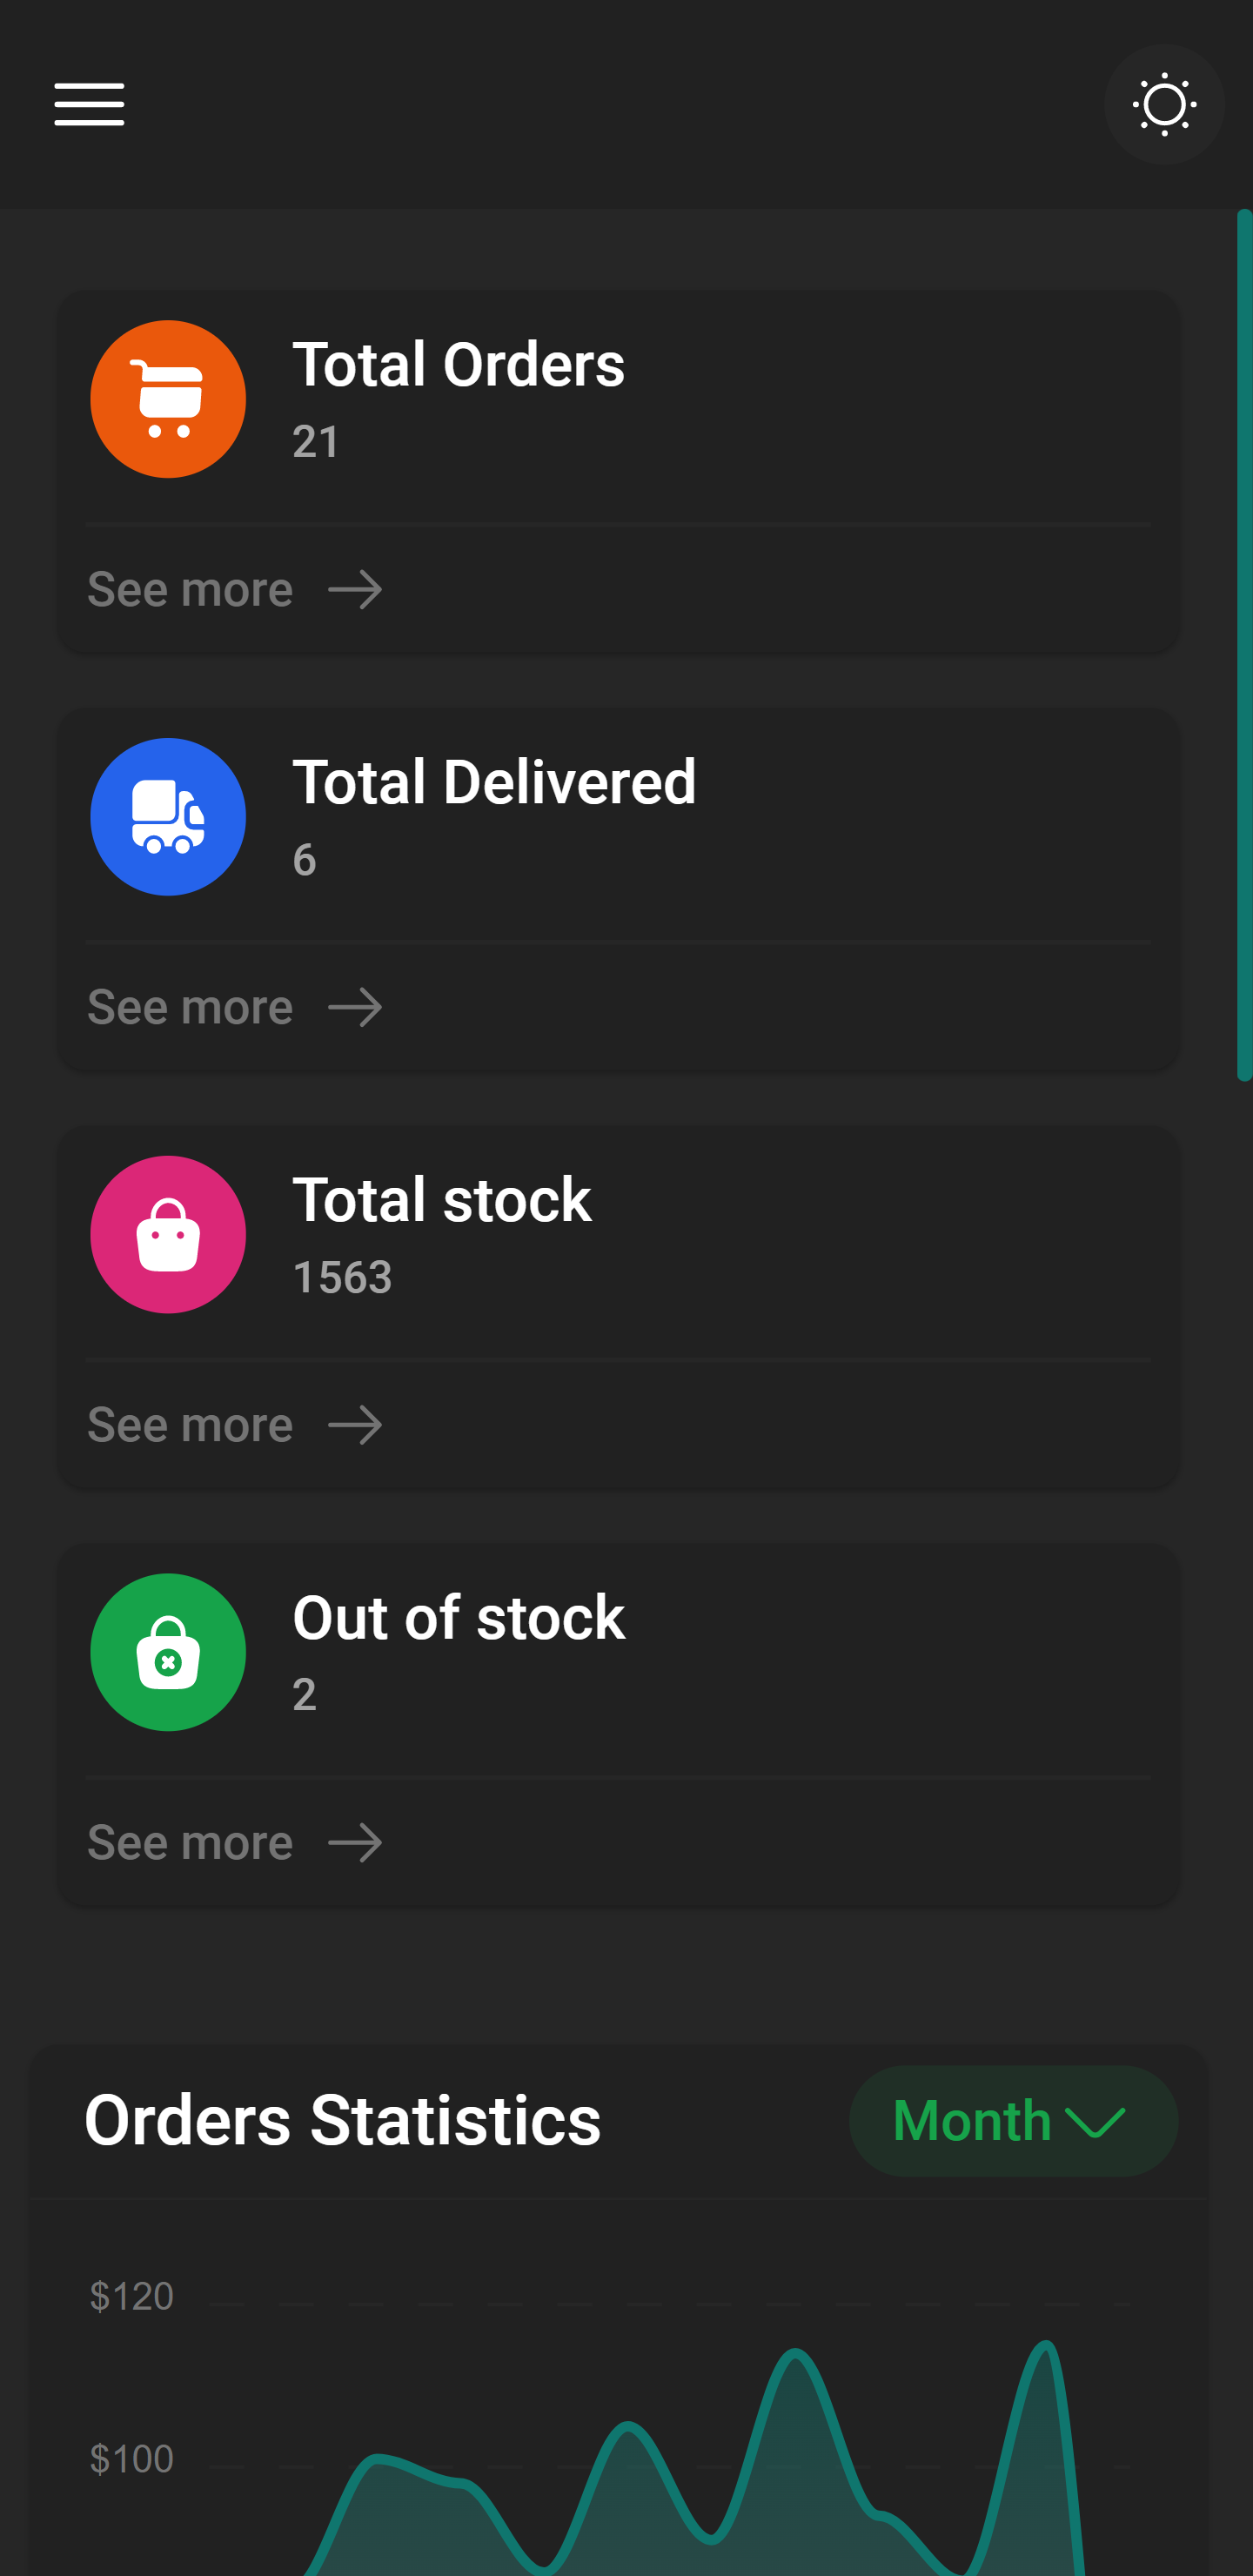 Total Orders
21
See more
Total Delivered
6
See more
Total stock
1563
See more
Out of stock
2
See more
Orders Statistics
Month
$120
$100